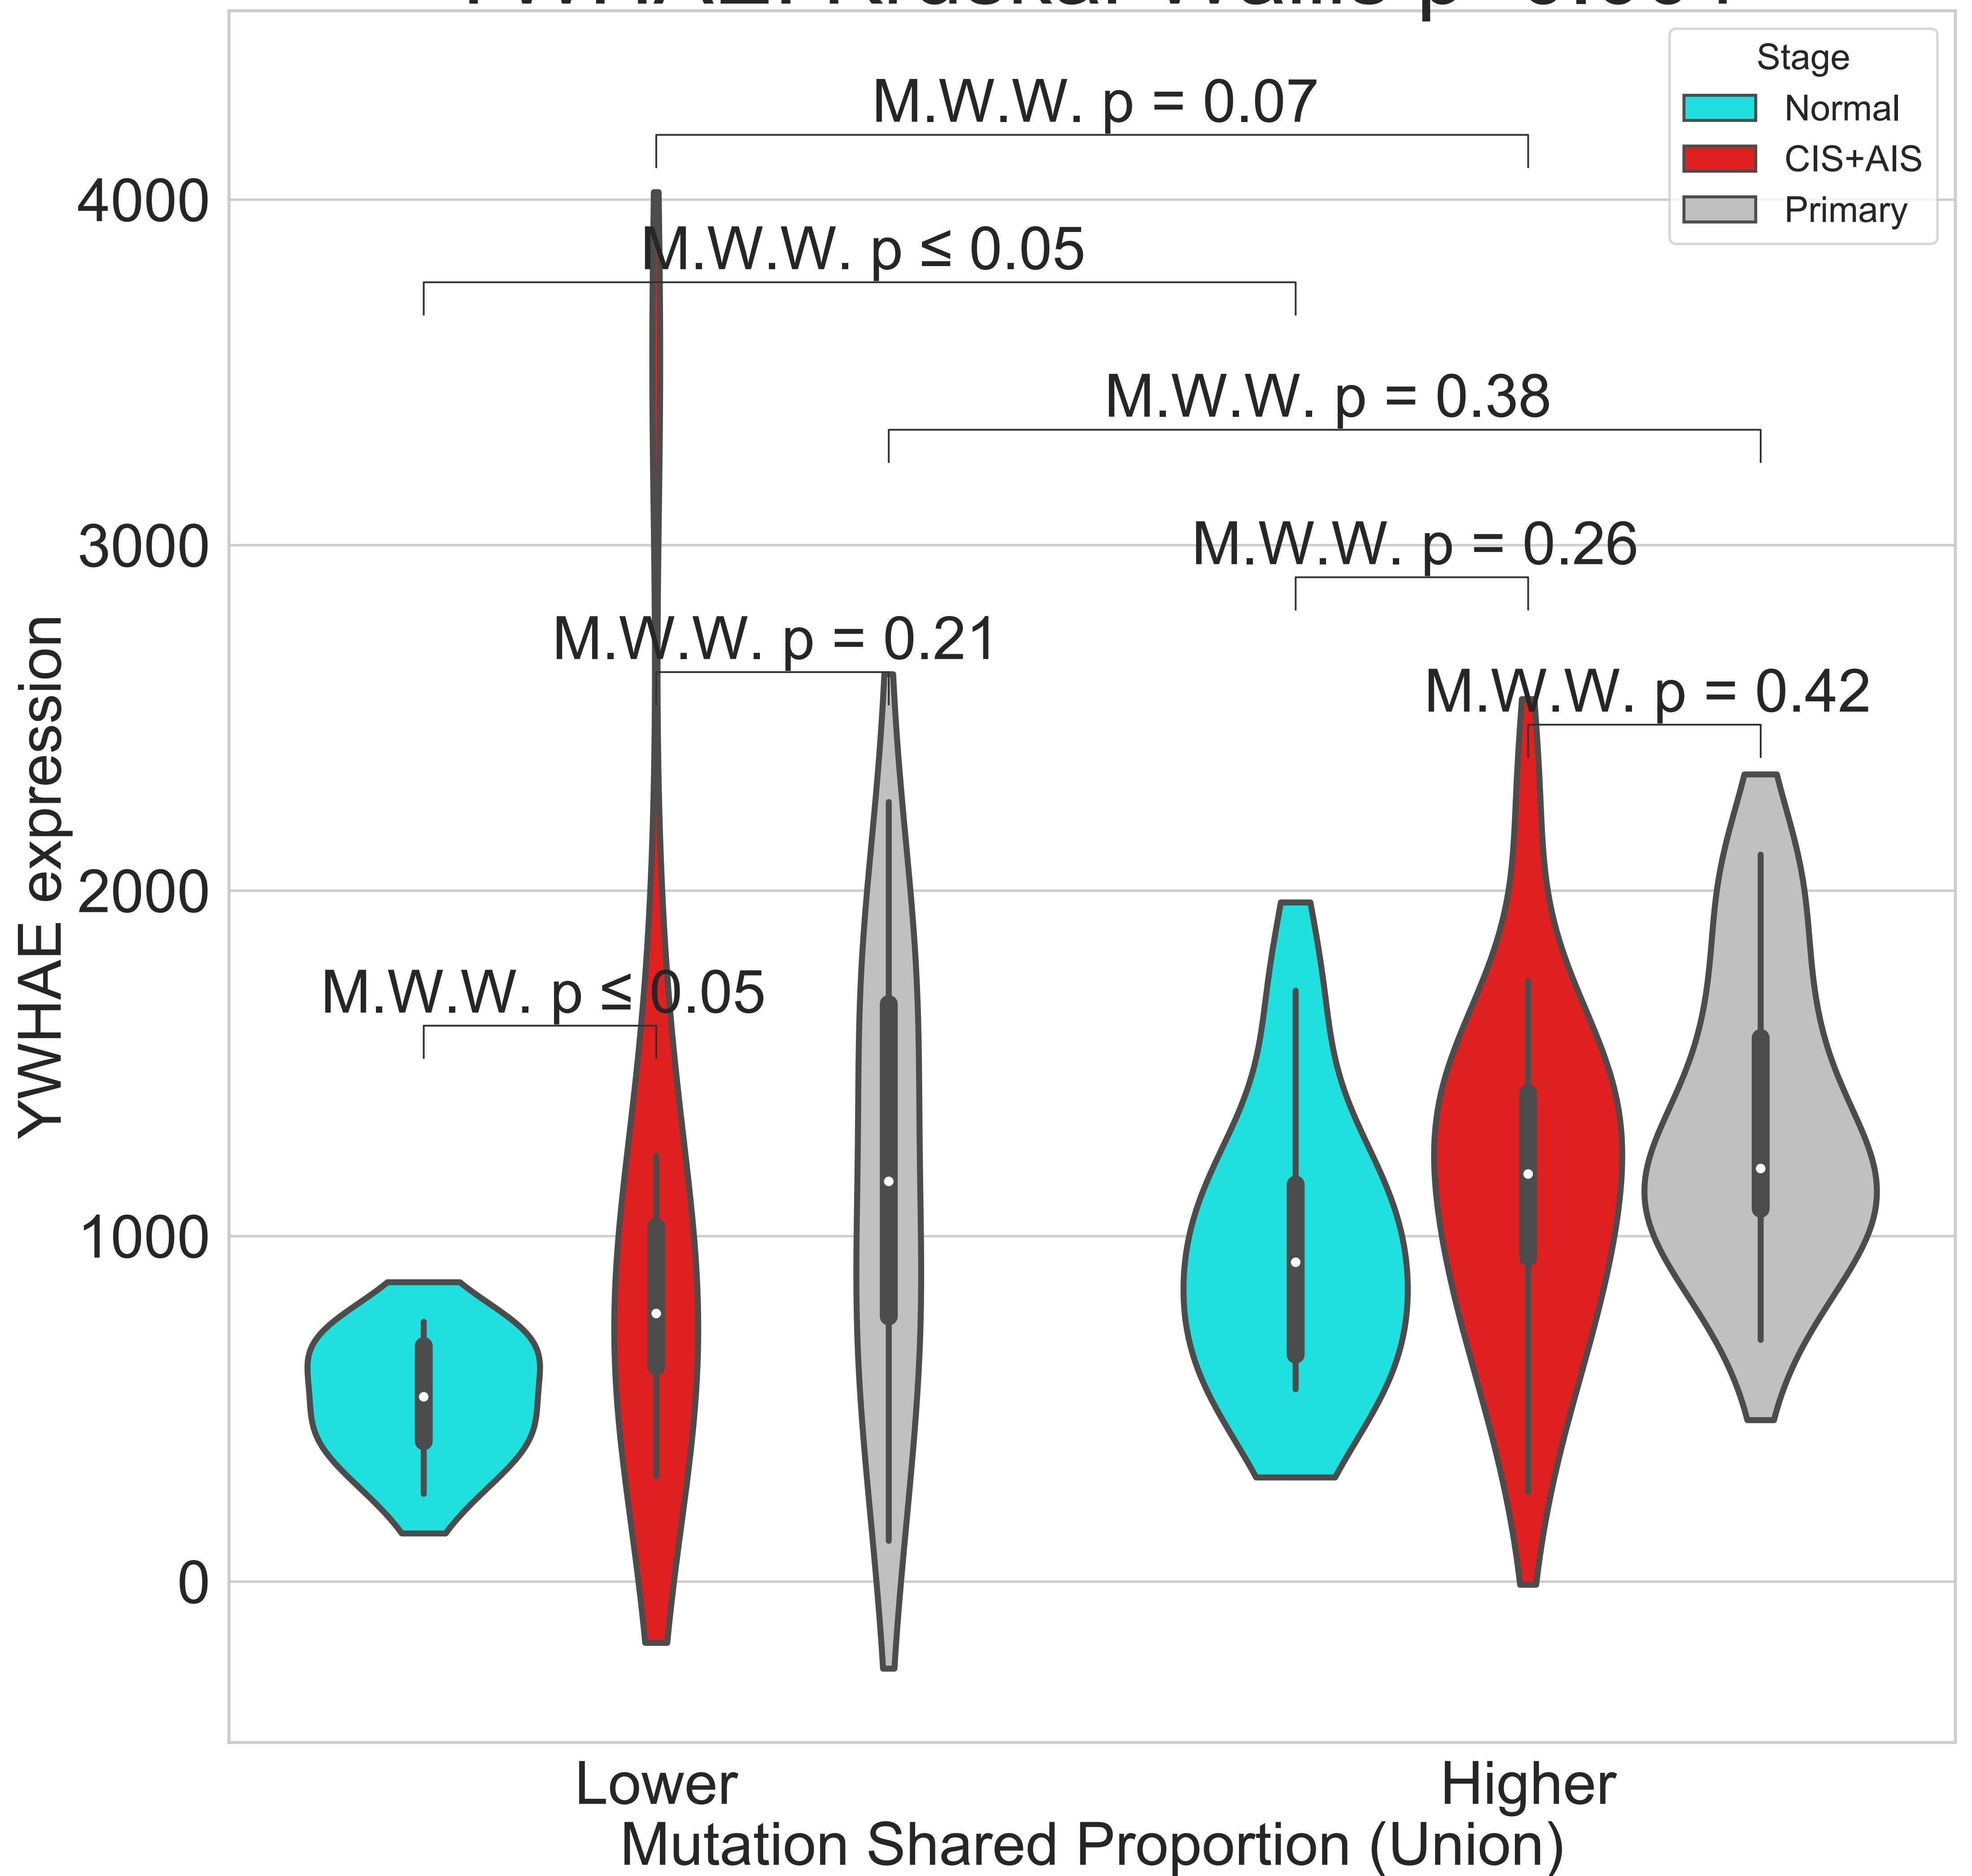 Stage
Normal
CIS+AIS
Primary
M.W.W. p = 0.07
M.W.W. p ≤ 0.05
M.W.W. p = 0.38
M.W.W. p = 0.26
M.W.W. p = 0.21
M.W.W. p = 0.42
M.W.W. p ≤ 0.05
4000
3000
2000
1000
0
YWHAE expression
Lower
Higher
Mutation Shared Proportion (Union)